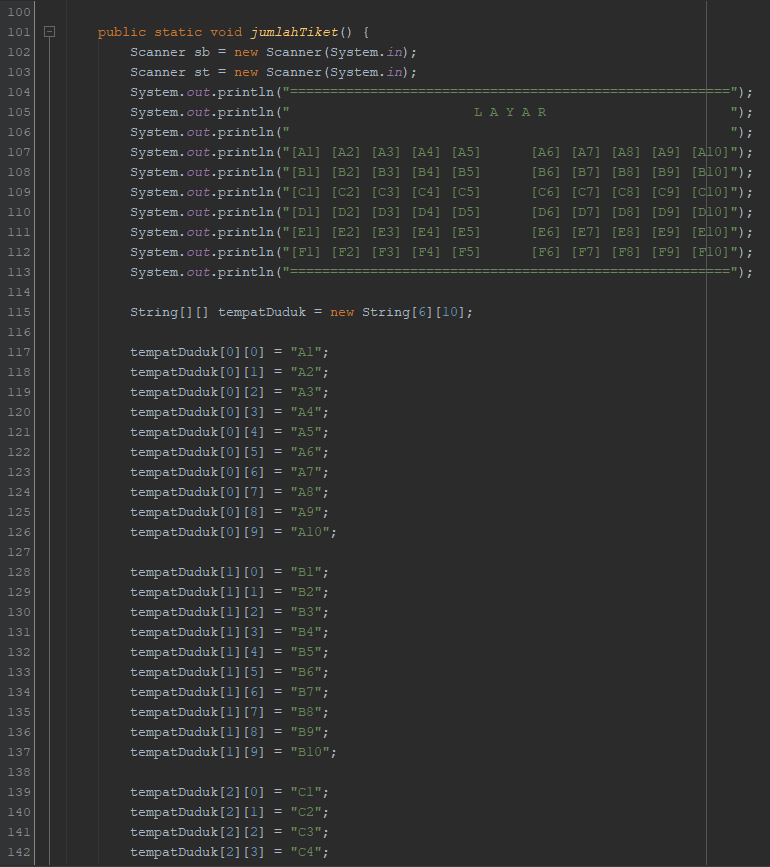 100
101 public static void jumlahTiket() {
102 Scanner sb = new Scanner(System.in);
103 Scanner st = new Scanner(System.in);
104 System.out.println("=======================================================");
105 System.out.println("                       L A Y A R                       ");
106 System.out.println("                                                       ");
107 System.out.println("[A1] [A2] [A3] [A4] [A5]      [A6] [A7] [A8] [A9] [A10]");
108 System.out.println("[B1] [B2] [B3] [B4] [B5]      [B6] [B7] [B8] [B9] [B10]");
109 System.out.println("[C1] [C2] [C3] [C4] [C5]      [C6] [C7] [C8] [C9] [C10]");
110 System.out.println("[D1] [D2] [D3] [D4] [D5]      [D6] [D7] [D8] [D9] [D10]");
111 System.out.println("[E1] [E2] [E3] [E4] [E5]      [E6] [E7] [E8] [E9] [E10]");
112 System.out.println("[F1] [F2] [F3] [F4] [F5]      [F6] [F7] [F8] [F9] [F10]");
113 System.out.println("=======================================================");
114
115 String[][] tempatDuduk = new String[6][10];
116
117 tempatDuduk[0][0] = "A1";
118 tempatDuduk[0][1] = "A2";
119 tempatDuduk[0][2] = "A3";
120 tempatDuduk[0][3] = "A4";
121 tempatDuduk[0][4] = "A5";
122 tempatDuduk[0][5] = "A6";
123 tempatDuduk[0][6] = "A7";
124 tempatDuduk[0][7] = "A8";
125 tempatDuduk[0][8] = "A9";
126 tempatDuduk[0][9] = "A10";
127
128 tempatDuduk[1][0] = "B1";
129 tempatDuduk[1][1] = "B2";
130 tempatDuduk[1][2] = "B3";
131 tempatDuduk[1][3] = "B4";
132 tempatDuduk[1][4] = "B5";
133 tempatDuduk[1][5] = "B6";
134 tempatDuduk[1][6] = "B7";
135 tempatDuduk[1][7] = "B8";
136 tempatDuduk[1][8] = "B9";
137 tempatDuduk[1][9] = "B10";
138
139 tempatDuduk[2][0] = "C1";
140 tempatDuduk[2][1] = "C2";
141 tempatDuduk[2][2] = "C3";
142 tempatDuduk[2][3] = "C4";